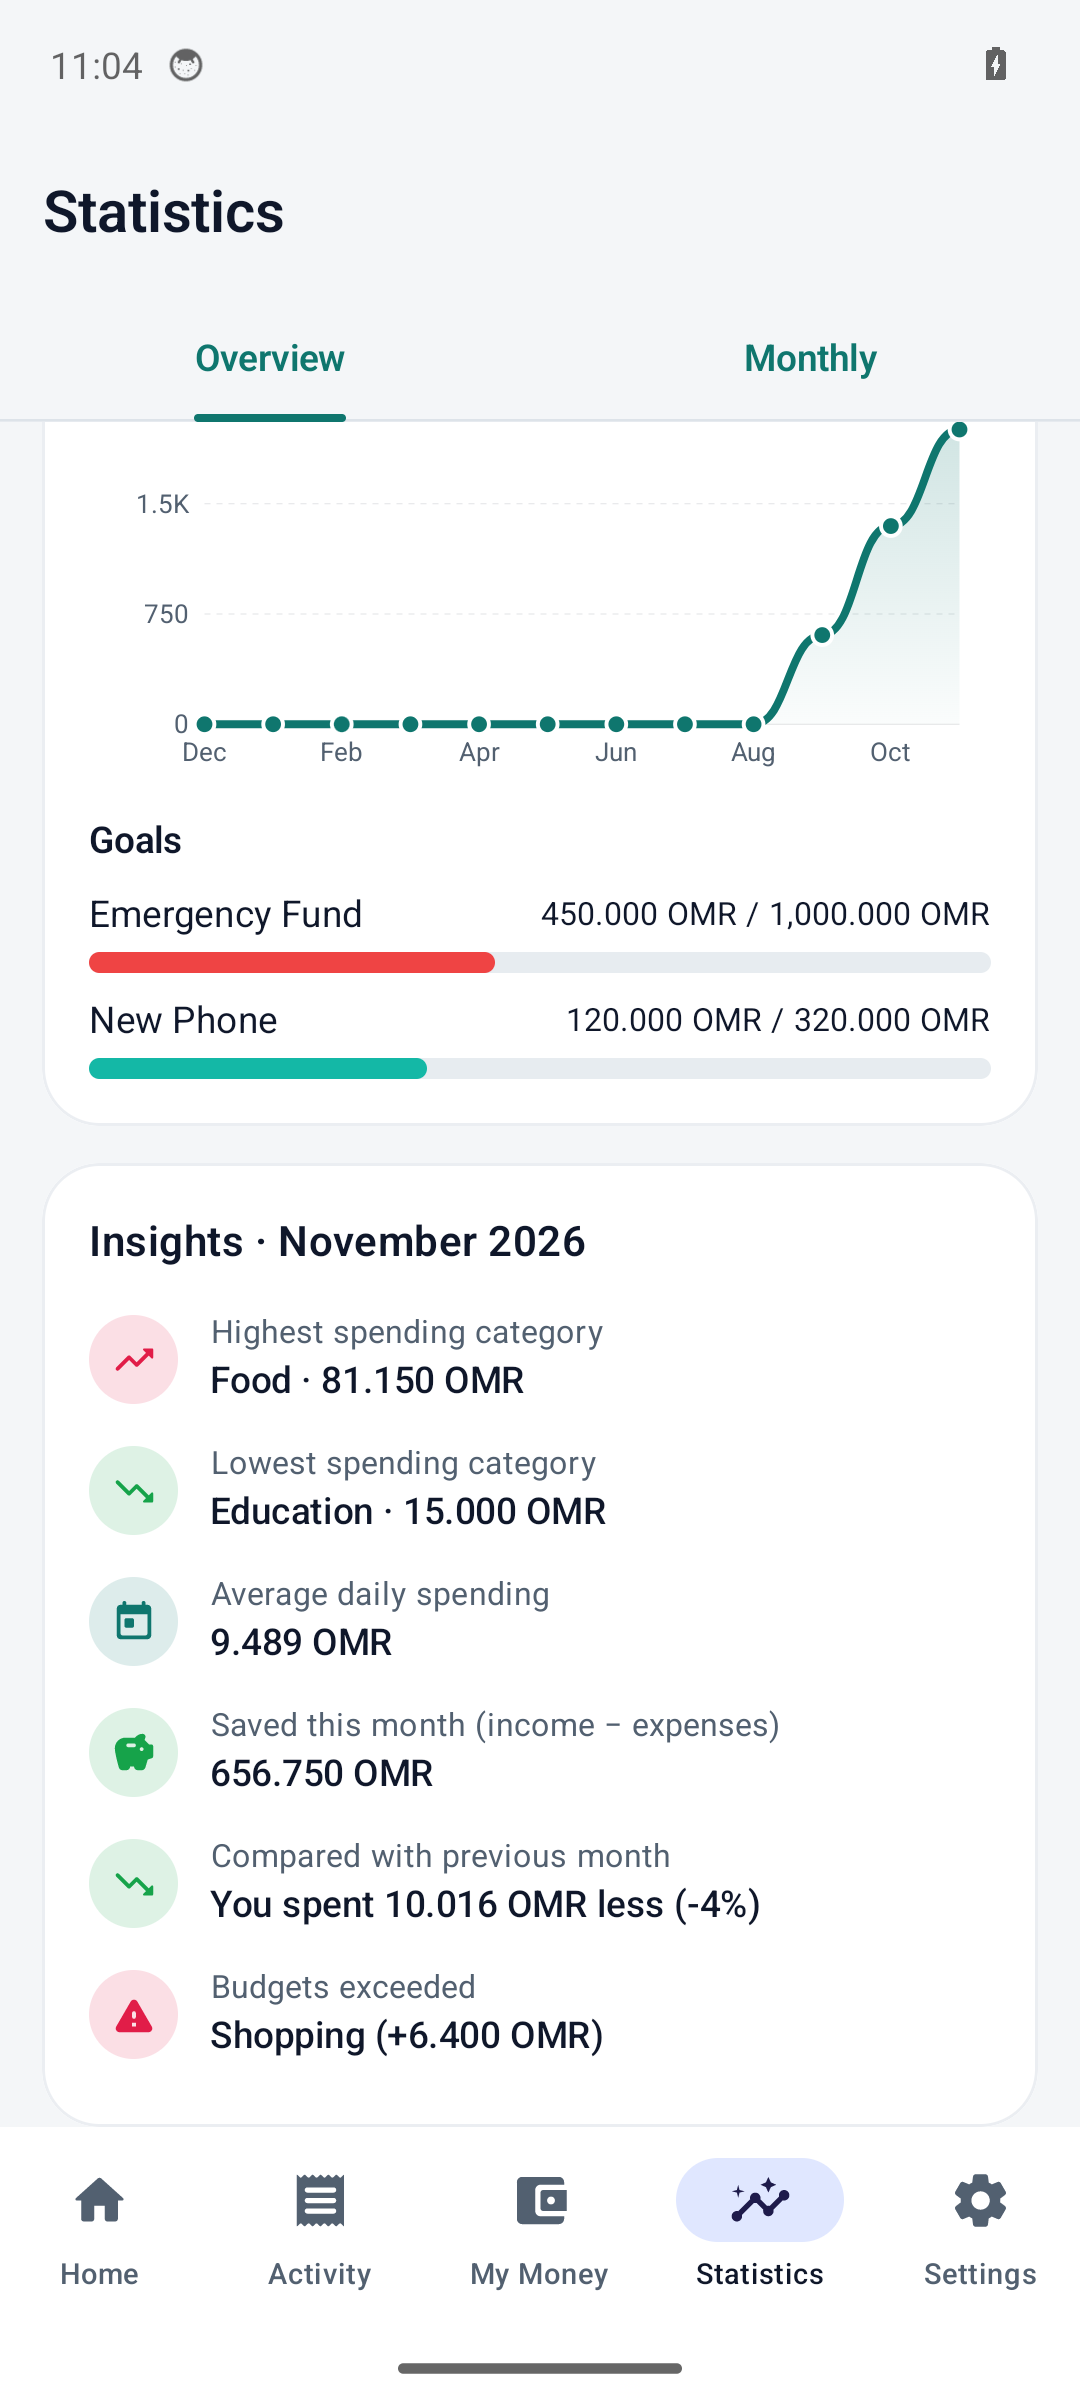 11:04
Statistics
Overview
Monthly
1.5K
750
0
Dec
Feb
Apr
Jun
Aug
Oct
Goals
Emergency Fund
450.000 OMR / 1,000.000 OMR
New Phone
120.000 OMR / 320.000 OMR
Insights · November 2026
Highest spending category
Food · 81.150 OMR
Lowest spending category
Education · 15.000 OMR
Average daily spending
9.489 OMR
Saved this month (income − expenses)
656.750 OMR
Compared with previous month
You spent 10.016 OMR less (-4%)
Budgets exceeded
Shopping (+6.400 OMR)
Home
Activity
My Money
Statistics
Settings